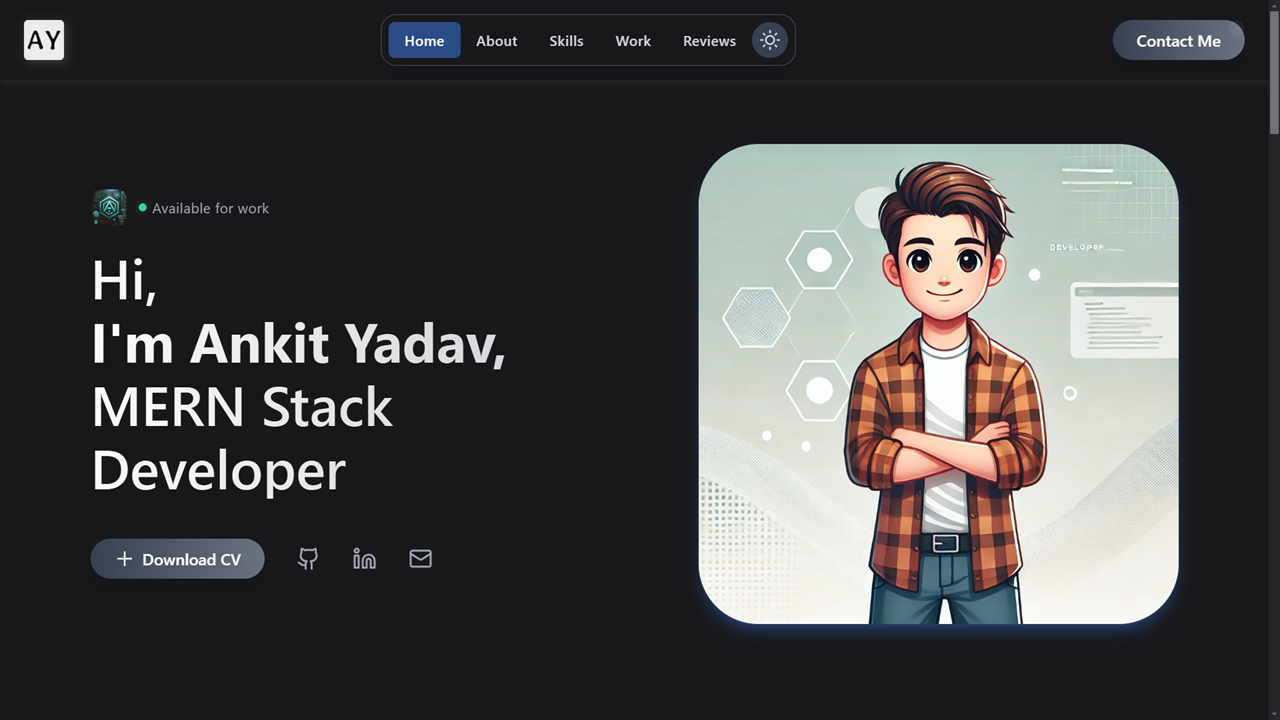 AY
Home
About
Skills
Work
Reviews
Contact Me
Available for work
Hi,
I'm Ankit Yadav,
MERN Stack
Developer
Download CV
DEVELOPER